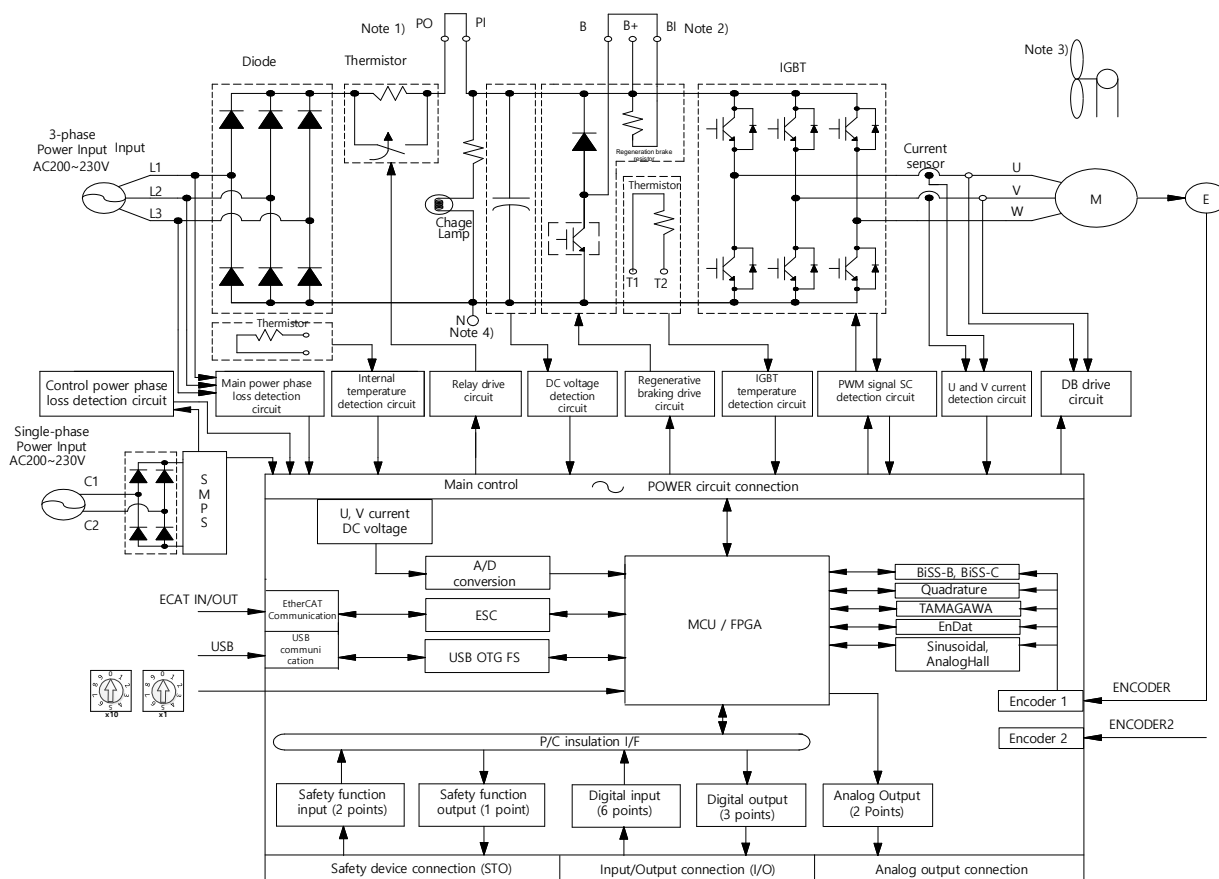 Note 1)
PO
PI
B
B+
BI
Note 2)
Note 3)
Diode
Thermistor
IGBT
3-phase
Power Input
AC200~230V
Input
L1
L2
L3
Regeneration brake
resistor
Thermistor
T1
T2
Chage
Lamp
N
Note 4)
Current
sensor
U
V
W
M
E
Thermistor
Control power phase
loss detection circuit
Main power phase
loss detection
circuit
Internal
temperature
detection circuit
Relay drive
circuit
DC voltage
detection
circuit
Regenerative
braking drive
circuit
IGBT
temperature
detection circuit
PWM signal SC
detection circuit
U and V current
detection circuit
DB drive
circuit
Single-phase
Power Input
AC200~230V
C1
C2
S
M
P
S
Main control
POWER circuit connection
U, V current
DC voltage
A/D
conversion
ECAT IN/OUT
EtherCAT
Communication
ESC
USB
USB
communi
cation
USB OTG FS
MCU / FPGA
BiSS-B, BiSS-C
Quadrature
TAMAGAWA
EnDat
Sinusoidal,
AnalogHall
x10
x1
Encoder 1
ENCODER
Encoder 2
ENCODER2
P/C insulation I/F
Safety function
input (2 points)
Safety function
output (1 point)
Digital input
(6 points)
Digital output
(3 points)
Analog Output
(2 Points)
Safety device connection (STO)
Input/Output connection (I/O)
Analog output connection